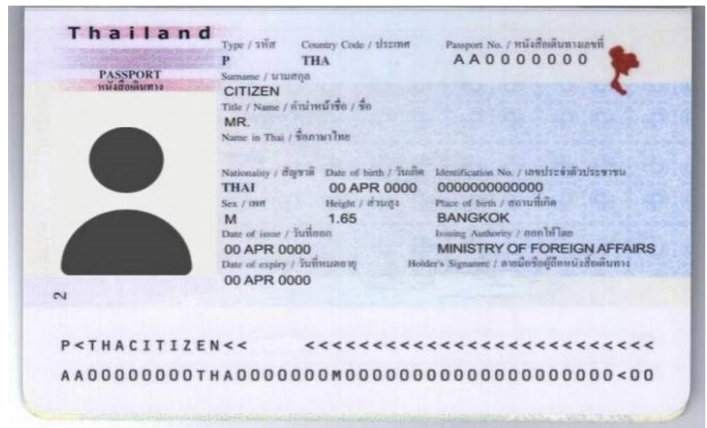 Thailand
Type / รหัส Country Code / ประเทศ Passport No. / หนังสือเดินทางเลขที่
P THA AA0000000
PASSPORT
หนังสือเดินทาง
Surname / นามสกุล
CITIZEN
Title / Name / คำนำหน้าชื่อ / ชื่อ
MR.
Name in Thai / ชื่อภาษาไทย
Nationality / สัญชาติ Date of birth / วันเกิด Identification No. / เลขประจำตัวประชาชน
THAI 00 APR 0000 0000000000000
Sex / เพศ Height / ส่วนสูง Place of birth / สถานที่เกิด
M 1.65 BANGKOK
Date of issue / วันที่ออก Issuing Authority / ออกให้โดย
00 APR 0000 MINISTRY OF FOREIGN AFFAIRS
Date of expiry / วันที่หมดอายุ Holder's Signature / ลายมือชื่อผู้ถือหนังสือเดินทาง
00 APR 0000
2
P<THACITIZEN<< <<<<<<<<<<<<<<<<<<<<<<<<<<
AA00000000THA0000000M0000000000000000000000<00